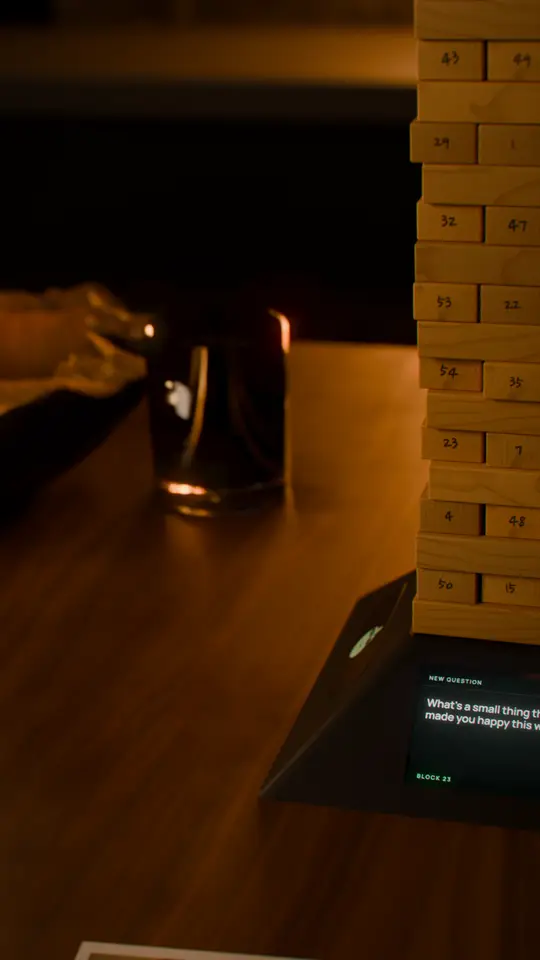 43 44
29 1
32 47
53 22
54 35
23 7
4 48
50 15
NEW QUESTION
What's a small thing th
made you happy this w
BLOCK 23